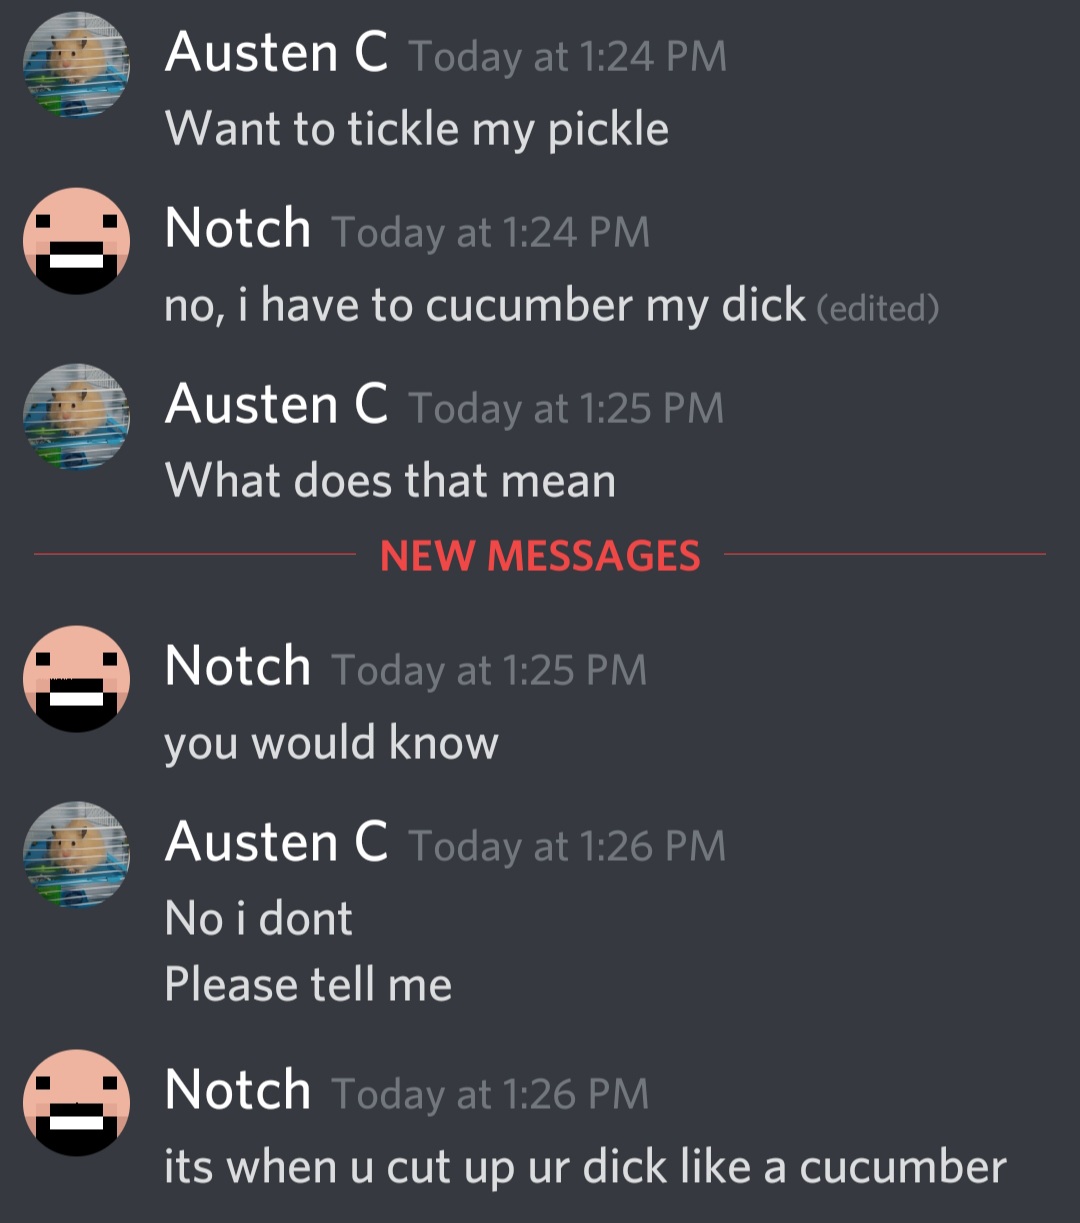 Austen C Today at 1:24 PM
Want to tickle my pickle
Notch Today at 1:24 PM
no, i have to cucumber my dick (edited)
Austen C Today at 1:25 PM
What does that mean
NEW MESSAGES
Notch Today at 1:25 PM
you would know
Austen C Today at 1:26 PM
No i dont
Please tell me
Notch Today at 1:26 PM
its when u cut up ur dick like a cucumber